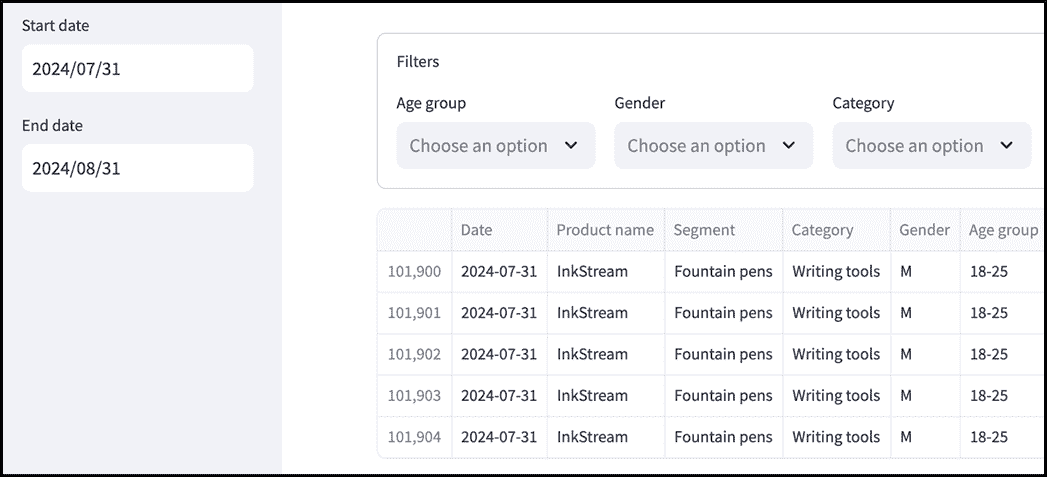 Start date
2024/07/31
End date
2024/08/31
Filters
Age group Gender Category
Choose an option Choose an option Choose an option
Date Product name Segment Category Gender Age group
101,900 2024-07-31 InkStream Fountain pens Writing tools M 18-25
101,901 2024-07-31 InkStream Fountain pens Writing tools M 18-25
101,902 2024-07-31 InkStream Fountain pens Writing tools M 18-25
101,903 2024-07-31 InkStream Fountain pens Writing tools M 18-25
101,904 2024-07-31 InkStream Fountain pens Writing tools M 18-25